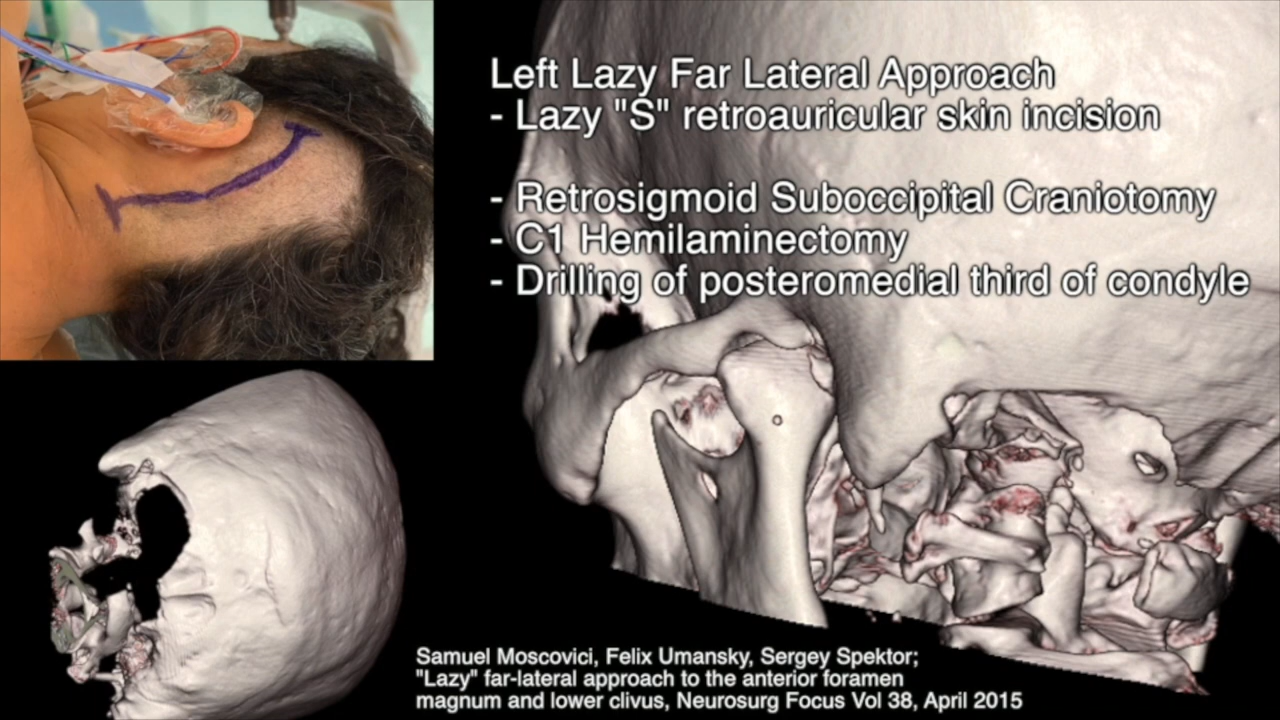 Left Lazy Far Lateral Approach
- Lazy "S" retroauricular skin incision
- Retrosigmoid Suboccipital Craniotomy
- C1 Hemilaminectomy
- Drilling of posteromedial third of condyle
Samuel Moscovici, Felix Umansky, Sergey Spektor;
"Lazy" far-lateral approach to the anterior foramen
magnum and lower clivus, Neurosurg Focus Vol 38, April 2015